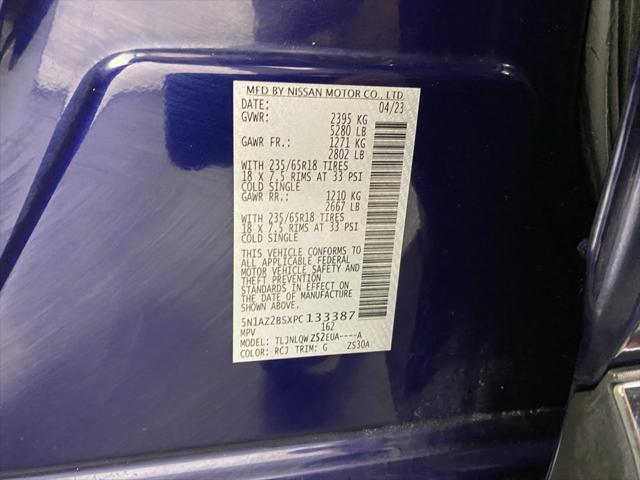 MFD BY NISSAN MOTOR CO., LTD.
DATE: 04/23
GVWR: 2395 KG
5280 LB
GAWR FR.: 1271 KG
2802 LB
WITH 235/65R18 TIRES
18 X 7.5 RIMS AT 33 PSI
COLD SINGLE
GAWR RR.: 1210 KG
2667 LB
WITH 235/65R18 TIRES
18 X 7.5 RIMS AT 33 PSI
COLD SINGLE
THIS VEHICLE CONFORMS TO
ALL APPLICABLE FEDERAL
MOTOR VEHICLE SAFETY AND
THEFT PREVENTION
STANDARDS IN EFFECT ON
THE DATE OF MANUFACTURE
SHOWN ABOVE.
5N1AZ2BSXPC133387
MPV 162
MODEL: TLJNLQWZS2EUA----A
COLOR: RCJ TRIM: G ZS30A